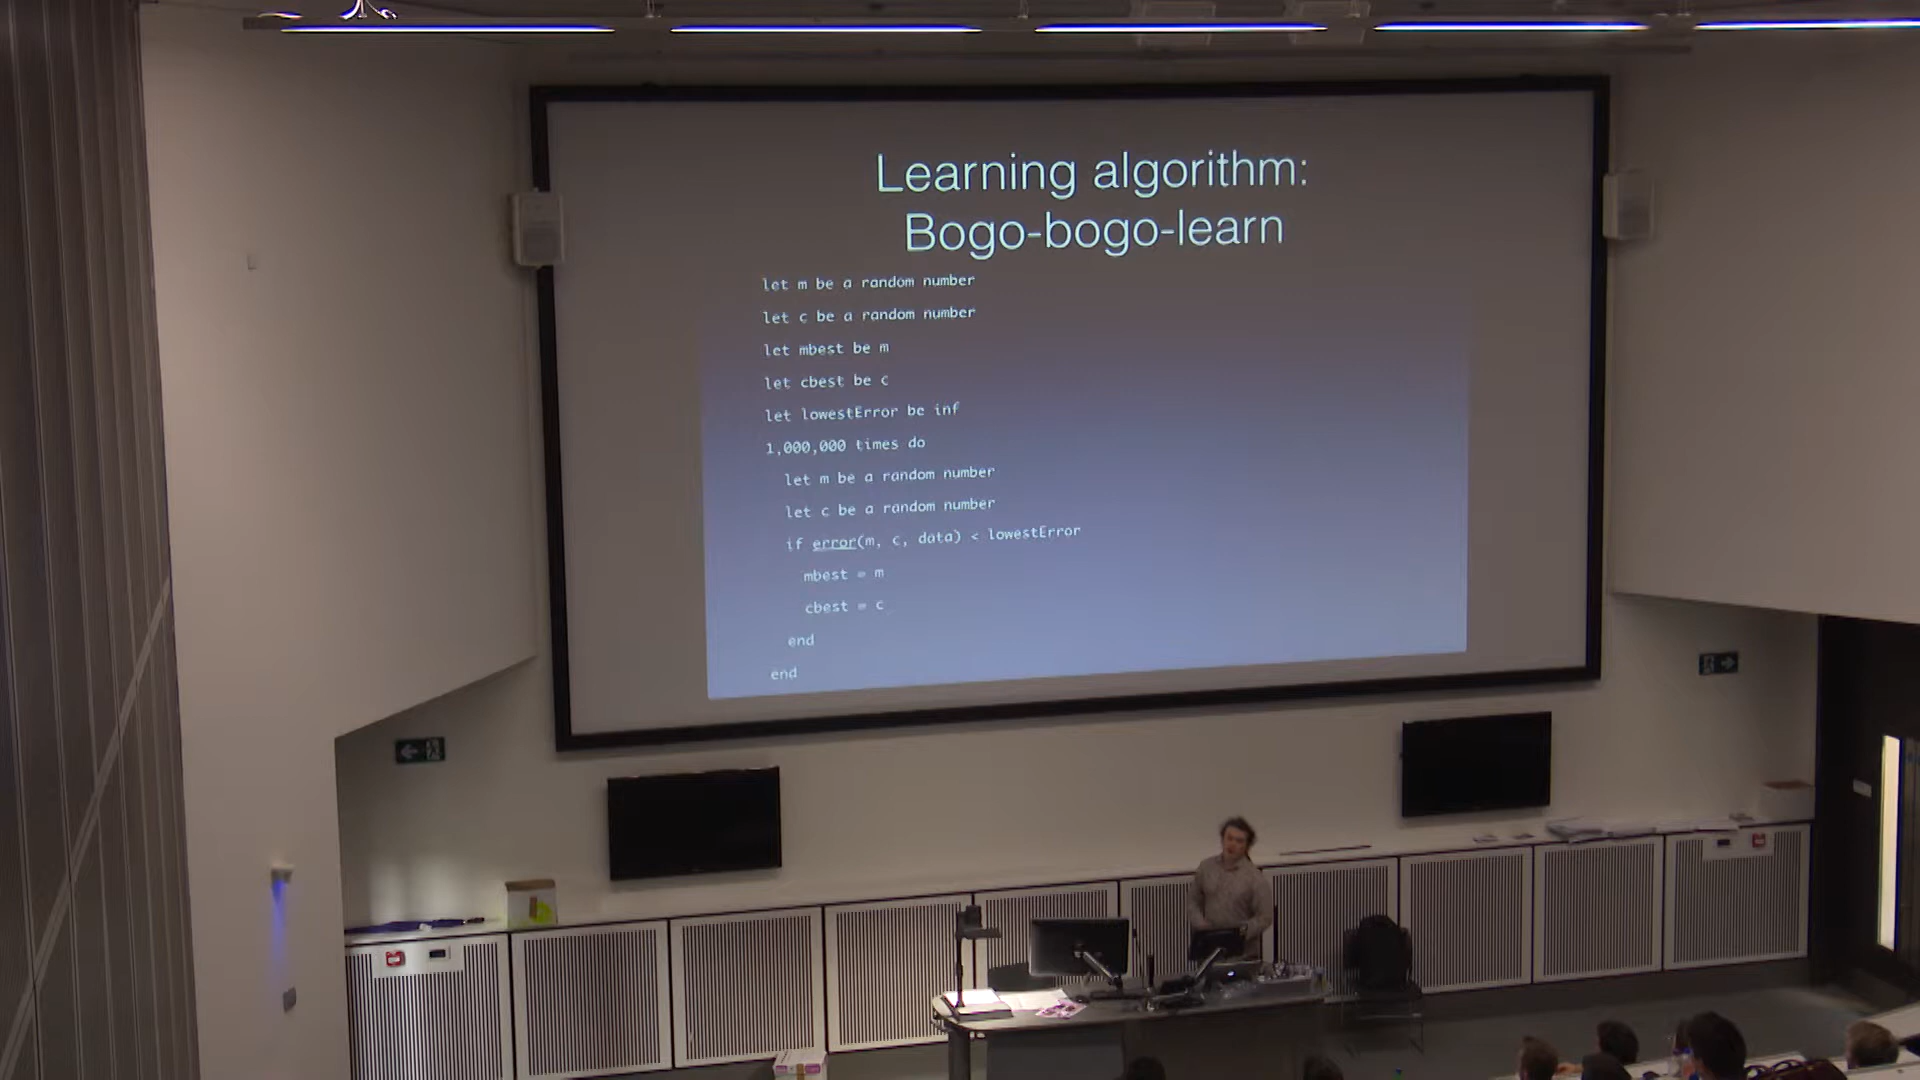 Learning algorithm:
Bogo-bogo-learn
let m be a random number
let c be a random number
let mbest be m
let cbest be c
let lowestError be inf
1,000,000 times do
let m be a random number
let c be a random number
if error(m, c, data) < lowestError
mbest = m
cbest = c
end
end